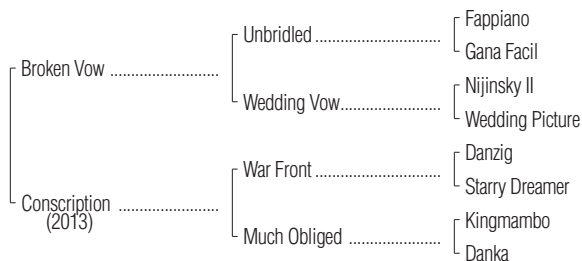 Fappiano
Unbridled
Gana Facil
Broken Vow
Nijinsky II
Wedding Vow
Wedding Picture
Danzig
War Front
Starry Dreamer
Conscription
(2013)
Kingmambo
Much Obliged
Danka